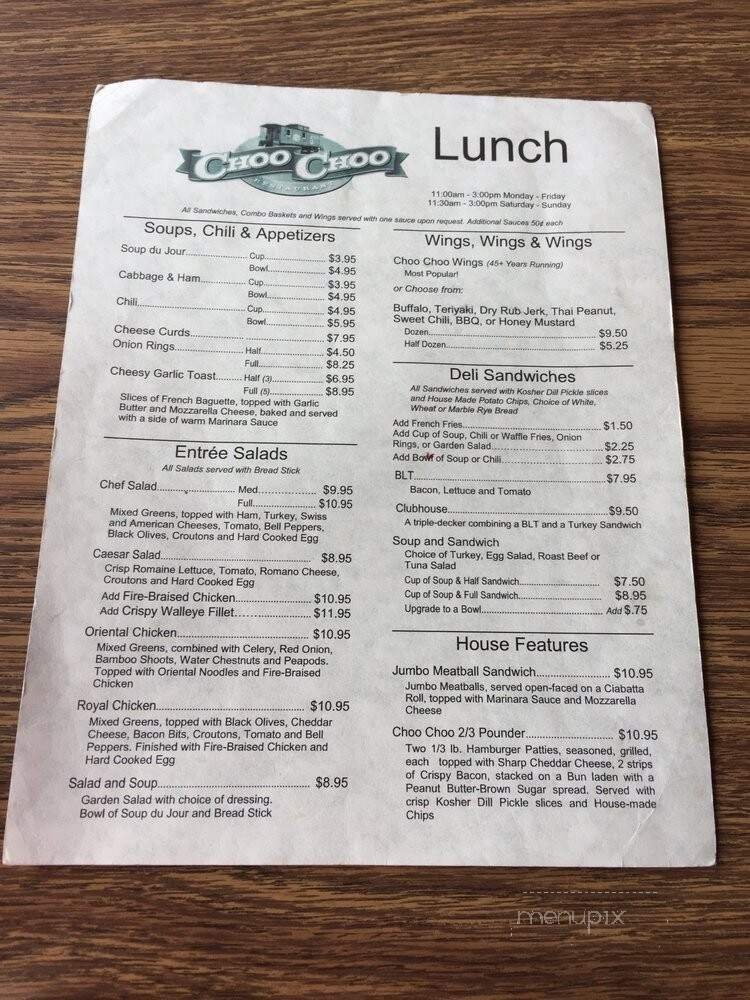 CHOO CHOO
RESTAURANT
Lunch
11:00am - 3:00pm Monday - Friday
11:30am - 3:00pm Saturday - Sunday
All Sandwiches, Combo Baskets and Wings served with one sauce upon request. Additional Sauces 50¢ each
Soups, Chili & Appetizers
Soup du Jour............ Cup............ $3.95
Bowl............ $4.95
Cabbage & Ham............ Cup............ $3.95
Bowl............ $4.95
Chili............ Cup............ $4.95
Bowl............ $5.95
Cheese Curds............ $7.95
Onion Rings............ Half............ $4.50
Full............ $8.25
Cheesy Garlic Toast............ Half (3)............ $6.95
Full (5)............ $8.95
Slices of French Baguette, topped with Garlic
Butter and Mozzarella Cheese, baked and served
with a side of warm Marinara Sauce
Entrée Salads
All Salads served with Bread Stick
Chef Salad............ Med............ $9.95
Full............ $10.95
Mixed Greens, topped with Ham, Turkey, Swiss
and American Cheeses, Tomato, Bell Peppers,
Black Olives, Croutons and Hard Cooked Egg
Caesar Salad............ $8.95
Crisp Romaine Lettuce, Tomato, Romano Cheese,
Croutons and Hard Cooked Egg
Add Fire-Braised Chicken............ $10.95
Add Crispy Walleye Fillet............ $11.95
Oriental Chicken............ $10.95
Mixed Greens, combined with Celery, Red Onion,
Bamboo Shoots, Water Chestnuts and Peapods.
Topped with Oriental Noodles and Fire-Braised
Chicken
Royal Chicken............ $10.95
Mixed Greens, topped with Black Olives, Cheddar
Cheese, Bacon Bits, Croutons, Tomato and Bell
Peppers. Finished with Fire-Braised Chicken and
Hard Cooked Egg
Salad and Soup............ $8.95
Garden Salad with choice of dressing.
Bowl of Soup du Jour and Bread Stick
Wings, Wings & Wings
Choo Choo Wings (45+ Years Running)
Most Popular!
or Choose from:
Buffalo, Teriyaki, Dry Rub Jerk, Thai Peanut,
Sweet Chili, BBQ, or Honey Mustard
Dozen............ $9.50
Half Dozen............ $5.25
Deli Sandwiches
All Sandwiches served with Kosher Dill Pickle slices
and House Made Potato Chips, Choice of White,
Wheat or Marble Rye Bread
Add French Fries............ $1.50
Add Cup of Soup, Chili or Waffle Fries, Onion
Rings, or Garden Salad............ $2.25
Add Bowl of Soup or Chili............ $2.75
BLT............ $7.95
Bacon, Lettuce and Tomato
Clubhouse............ $9.50
A triple-decker combining a BLT and a Turkey Sandwich
Soup and Sandwich
Choice of Turkey, Egg Salad, Roast Beef or
Tuna Salad
Cup of Soup & Half Sandwich............ $7.50
Cup of Soup & Full Sandwich............ $8.95
Upgrade to a Bowl............ Add $.75
House Features
Jumbo Meatball Sandwich............ $10.95
Jumbo Meatballs, served open-faced on a Ciabatta
Roll, topped with Marinara Sauce and Mozzarella
Cheese
Choo Choo 2/3 Pounder............ $10.95
Two 1/3 lb. Hamburger Patties, seasoned, grilled,
each topped with Sharp Cheddar Cheese, 2 strips
of Crispy Bacon, stacked on a Bun laden with a
Peanut Butter-Brown Sugar spread. Served with
crisp Kosher Dill Pickle slices and House-made
Chips
menupix